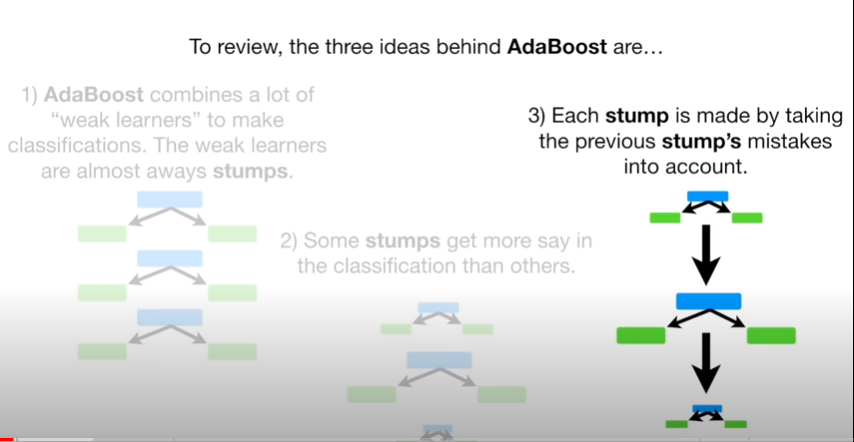 To review, the three ideas behind AdaBoost are…
1) AdaBoost combines a lot of
“weak learners” to make
classifications. The weak learners
are almost aways stumps.
2) Some stumps get more say in
the classification than others.
3) Each stump is made by taking
the previous stump’s mistakes
into account.